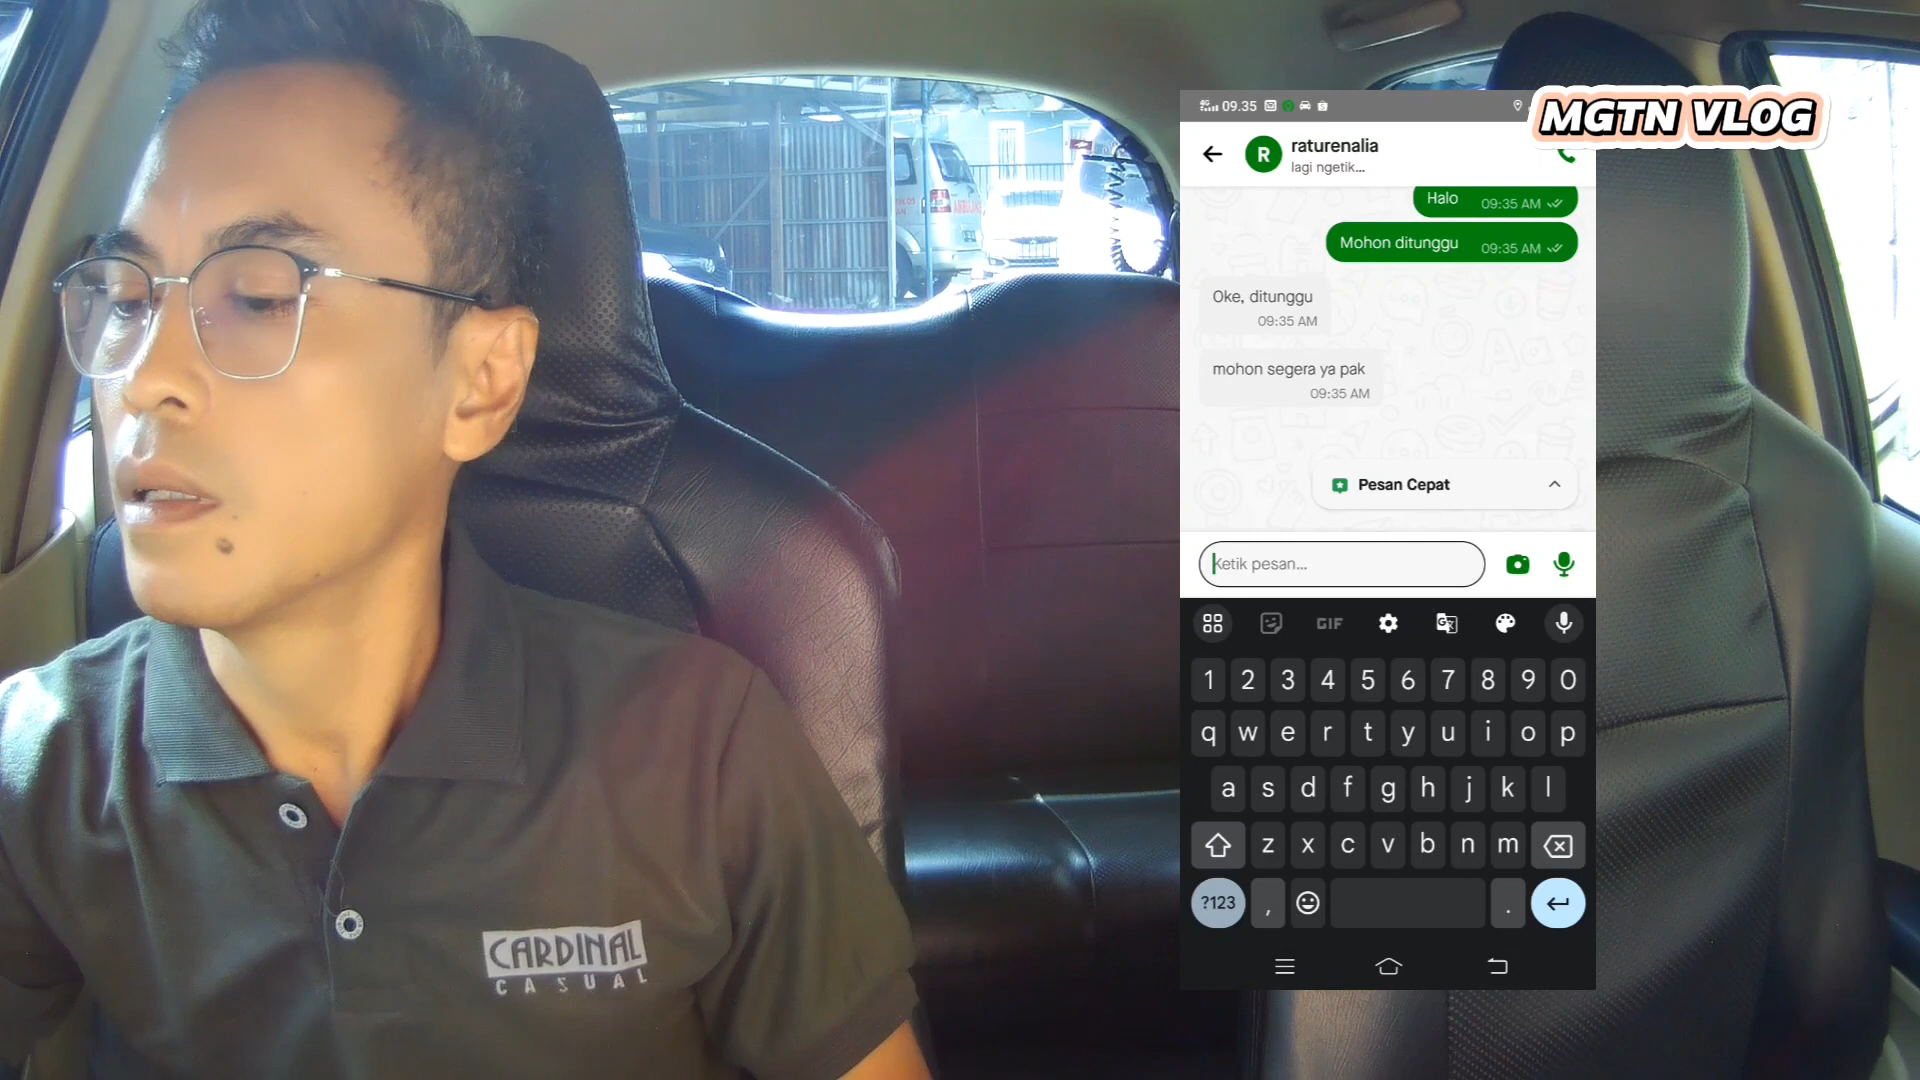 MGTN VLOG
09.35
raturenalia
lagi ngetik...
Halo 09:35 AM
Mohon ditunggu 09:35 AM
Oke, ditunggu
09:35 AM
mohon segera ya pak
09:35 AM
Pesan Cepat
Ketik pesan...
GIF
1 2 3 4 5 6 7 8 9 0
q w e r t y u i o p
a s d f g h j k l
z x c v b n m
?123 , .
CARDINAL
CASUAL